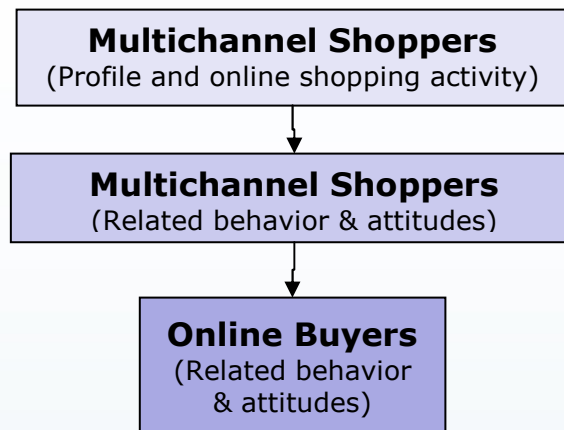 Multichannel Shoppers
(Profile and online shopping activity)
Multichannel Shoppers
(Related behavior & attitudes)
Online Buyers
(Related behavior
& attitudes)